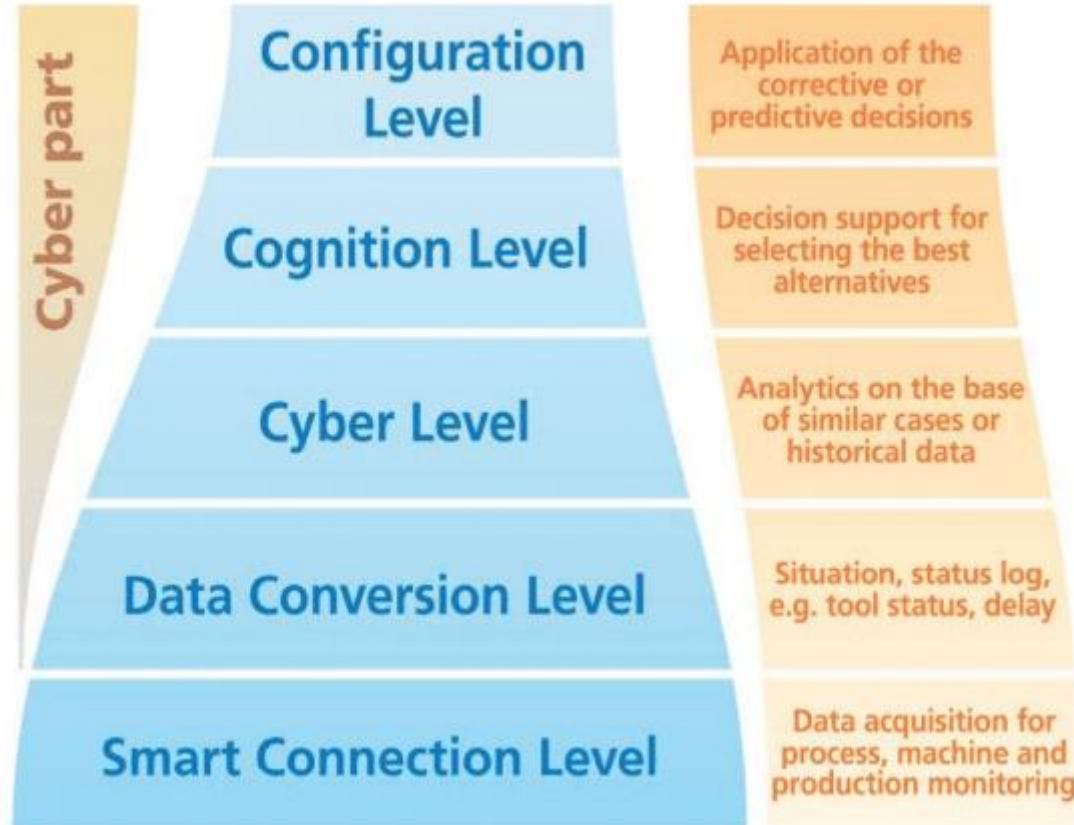 Cyber part
Configuration
Level
Application of the
corrective or
predictive decisions
Cognition Level
Decision support for
selecting the best
alternatives
Cyber Level
Analytics on the base
of similar cases or
historical data
Data Conversion Level
Situation, status log,
e.g. tool status, delay
Smart Connection Level
Data acquisition for
process, machine and
production monitoring